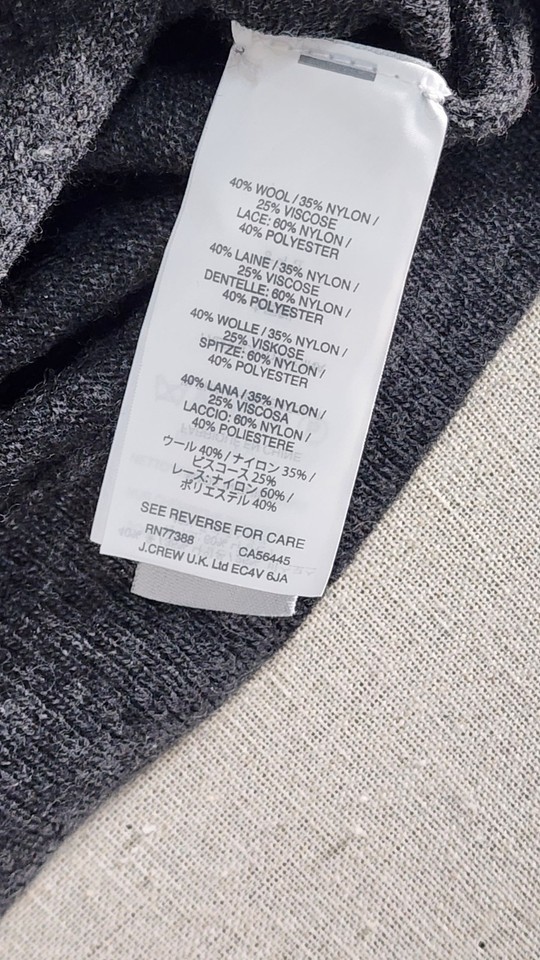 40% WOOL / 35% NYLON /
25% VISCOSE
LACE: 60% NYLON /
40% POLYESTER
40% LAINE / 35% NYLON /
25% VISCOSE
DENTELLE: 60% NYLON /
40% POLYESTER
40% WOLLE / 35% NYLON /
25% VISKOSE
SPITZE: 60% NYLON /
40% POLYESTER
40% LANA / 35% NYLON /
25% VISCOSA
LACCIO: 60% NYLON /
40% POLIESTERE
ウール 40% / ナイロン 35% /
ビスコース 25%
レース: ナイロン 60% /
ポリエステル 40%
SEE REVERSE FOR CARE
RN77388 CA56445
J.CREW U.K. Ltd EC4V 6JA